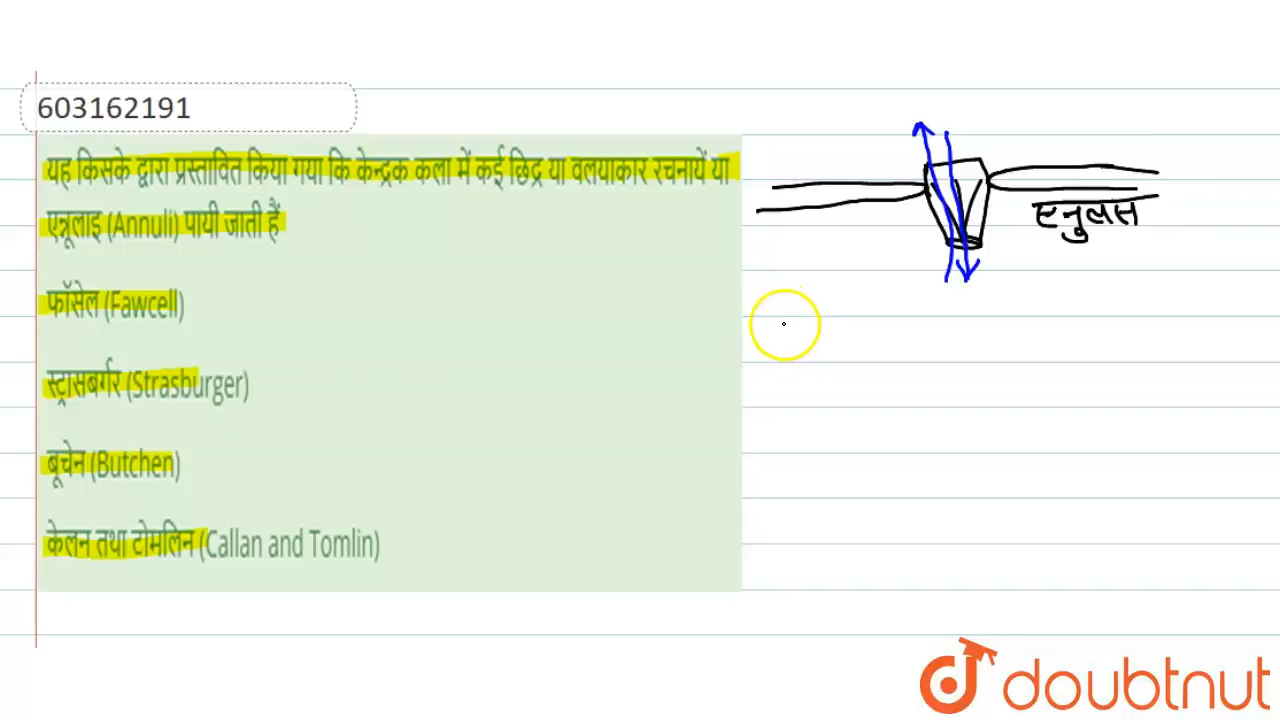 603162191
यह किसके द्वारा प्रस्तावित किया गया कि केन्द्रक कला में कई छिद्र या वलयाकार रचनायें या
एन्नूलाइ (Annuli) पायी जाती हैं
फॉसेल (Fawcell)
स्ट्रासबर्गर (Strasburger)
बूचेन (Butchen)
केलन तथा टोमलिन (Callan and Tomlin)
एनुलस
doubtnut